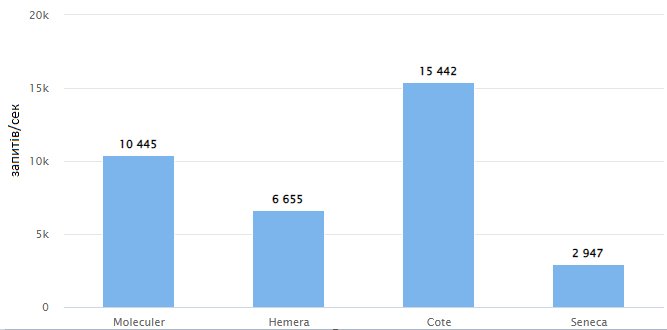 20k
15k
10k
5k
0
запитів/сек
10 445
6 655
15 442
2 947
Moleculer
Hemera
Cote
Seneca